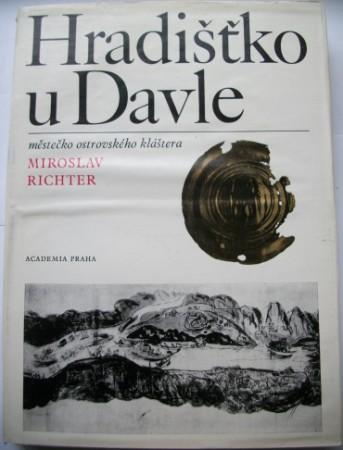 Hradišťko
u Davle
městečko ostrovského kláštera
MIROSLAV
RICHTER
ACADEMIA PRAHA